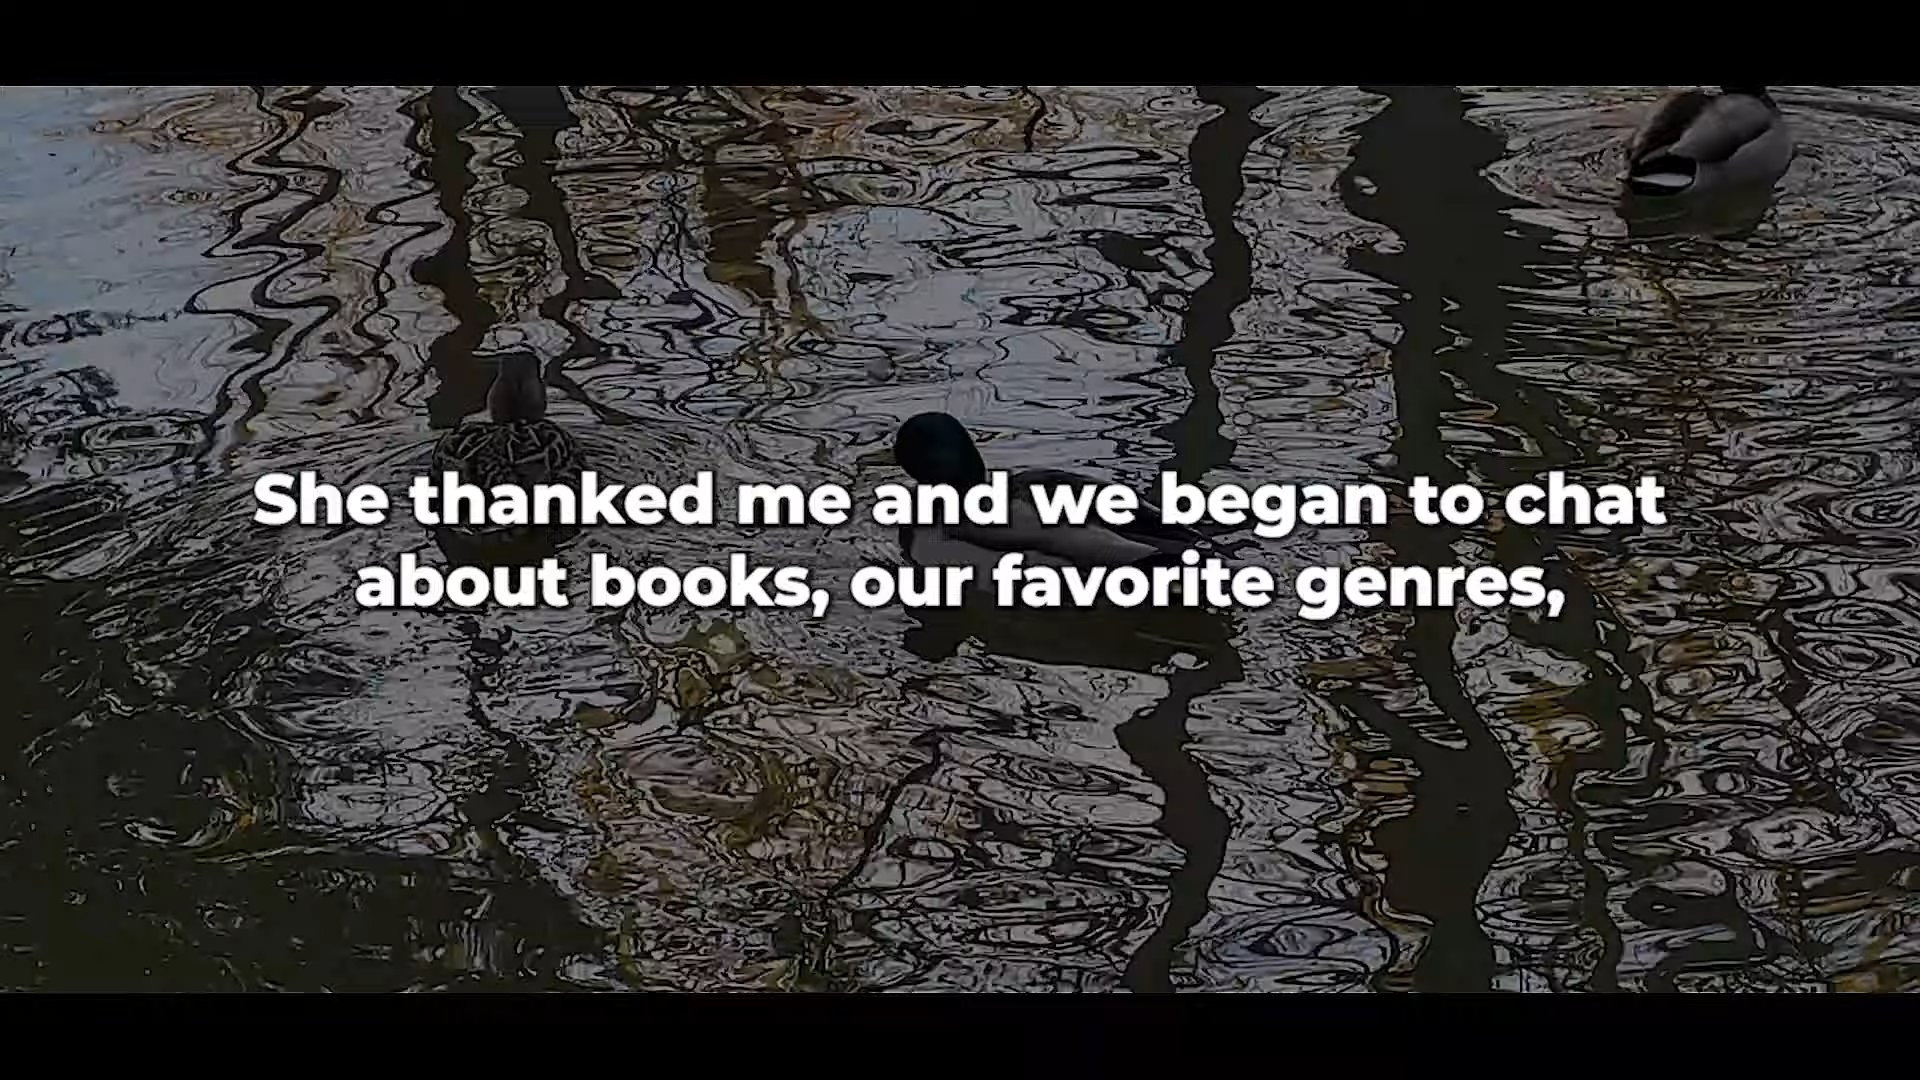 She thanked me and we began to chat
about books, our favorite genres,